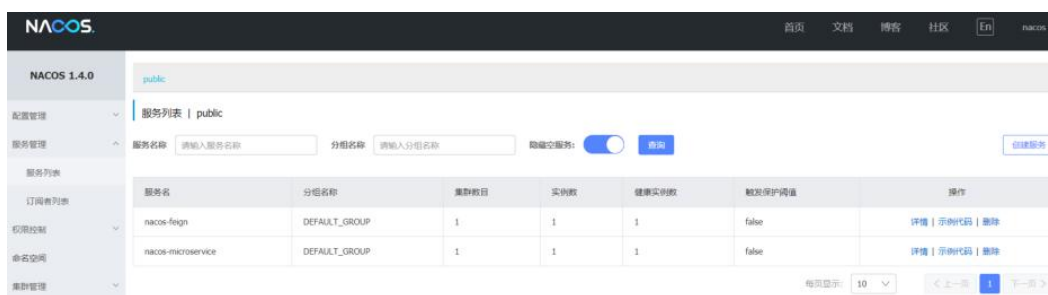 NACOS.
首页 文档 博客 社区 En nacos
NACOS 1.4.0
public
配置管理
服务列表 | public
服务管理
服务名称 请输入服务名称 分组名称 请输入分组名称 隐藏空服务: 查询 创建服务
服务列表
订阅者列表
服务名 分组名称 集群数目 实例数 健康实例数 触发保护阈值 操作
nacos-feign DEFAULT_GROUP 1 1 1 false 详情 | 示例代码 | 删除
权限控制
nacos-microservice DEFAULT_GROUP 1 1 1 false 详情 | 示例代码 | 删除
命名空间
集群管理
每页显示: 10 < 上一页 1 下一页 >